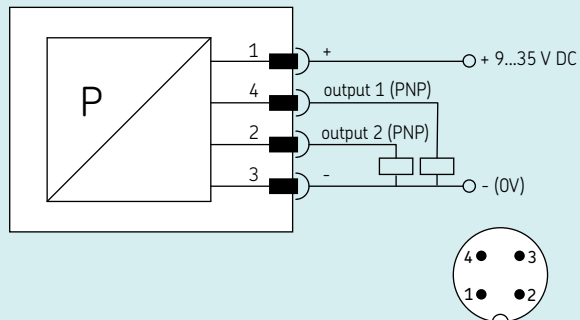 1 + + 9...35 V DC
P
4 output 1 (PNP)
2 output 2 (PNP)
3 - - (0V)
4 3
1 2